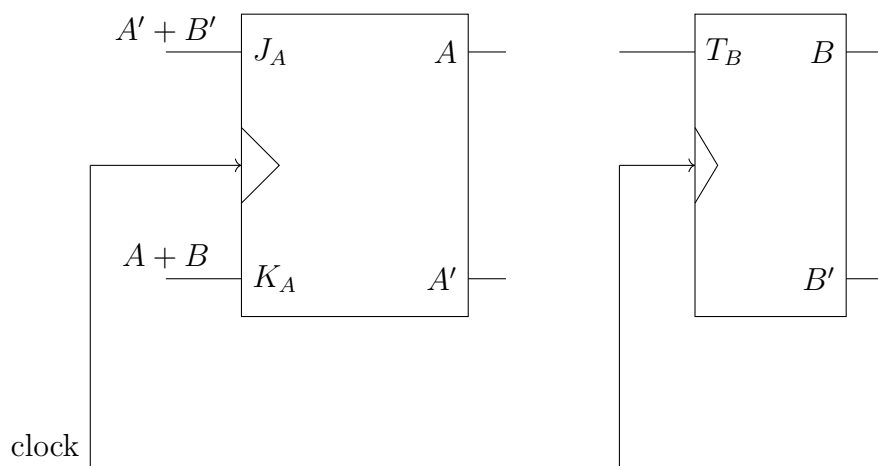 A′ + B′
J_A A T_B B
A + B
K_A A′ B′
clock